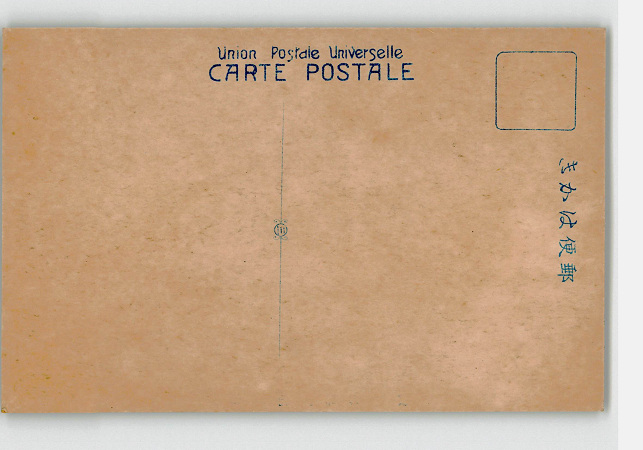 Union Postale Universelle
CARTE POSTALE
郵便はかき